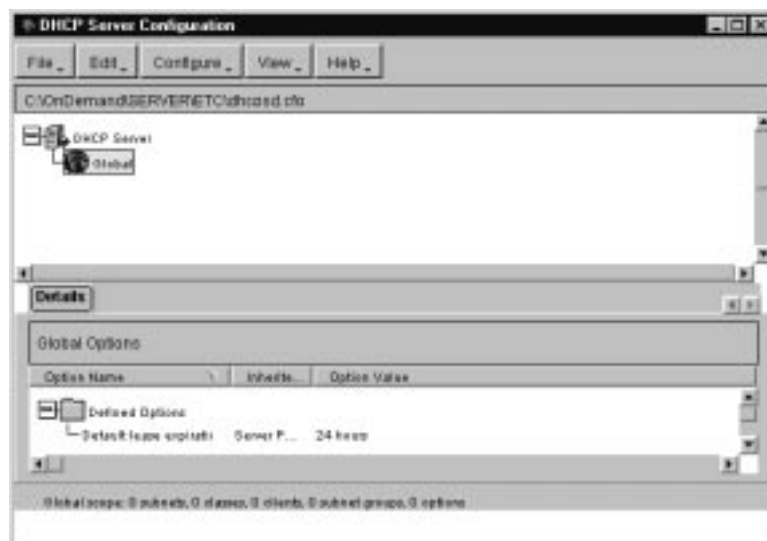 DHCP Server Configuration
File Edit Configure View Help
C:\OnDemand\SERVER\ETC\dhcpsd.cfg
DHCP Server
Global
Details
Global Options
Option Name Inherite... Option Value
Defined Options
Default lease expirati Server P... 24 hours
Global scope: 0 subnets, 0 classes, 0 clients, 0 subnet groups, 0 options